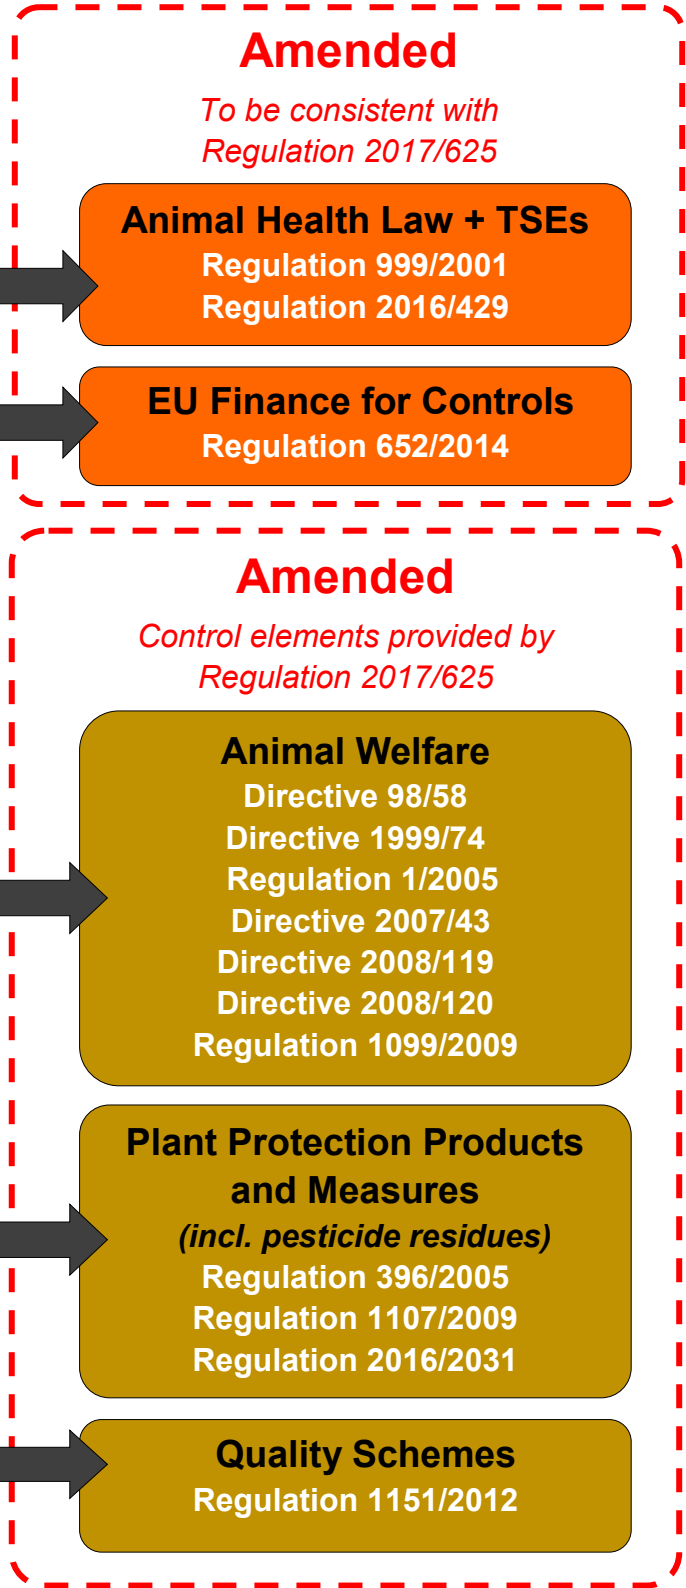 Amended
To be consistent with
Regulation 2017/625
Animal Health Law + TSEs
Regulation 999/2001
Regulation 2016/429
EU Finance for Controls
Regulation 652/2014
Amended
Control elements provided by
Regulation 2017/625
Animal Welfare
Directive 98/58
Directive 1999/74
Regulation 1/2005
Directive 2007/43
Directive 2008/119
Directive 2008/120
Regulation 1099/2009
Plant Protection Products
and Measures
(incl. pesticide residues)
Regulation 396/2005
Regulation 1107/2009
Regulation 2016/2031
Quality Schemes
Regulation 1151/2012